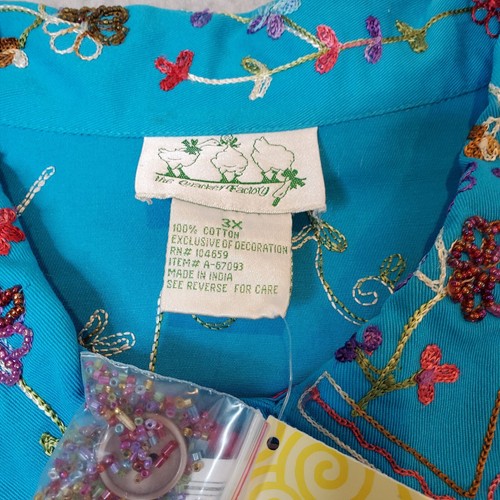 the Quacker Factory
3X
100% COTTON
EXCLUSIVE OF DECORATION
RN# 104659
ITEM# A-67093
MADE IN INDIA
SEE REVERSE FOR CARE